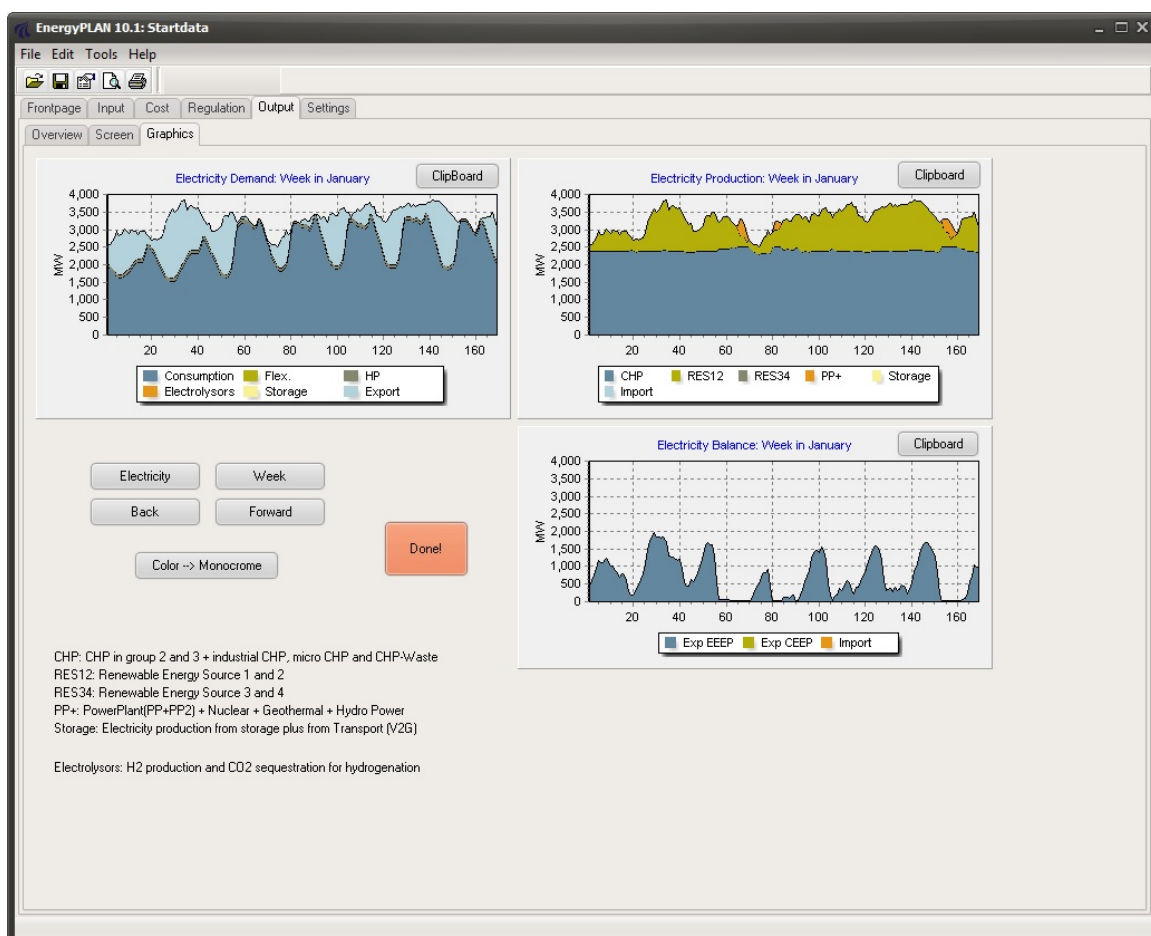 EnergyPLAN 10.1: Startdata
File Edit Tools Help
Frontpage Input Cost Regulation Output Settings
Overview Screen Graphics
Electricity Demand: Week in January
ClipBoard
4,000
3,500
3,000
2,500
2,000
1,500
1,000
500
0
MW
20 40 60 80 100 120 140 160
Consumption Flex. HP
Electrolysors Storage Export
Electricity Production: Week in January
Clipboard
4,000
3,500
3,000
2,500
2,000
1,500
1,000
500
0
MW
20 40 60 80 100 120 140 160
CHP RES12 RES34 PP+ Storage
Import
Electricity Balance: Week in January
Clipboard
4,000
3,500
3,000
2,500
2,000
1,500
1,000
500
0
MW
20 40 60 80 100 120 140 160
Exp EEEP Exp CEEP Import
Electricity Week
Back Forward
Done!
Color --> Monocrome
CHP: CHP in group 2 and 3 + industrial CHP, micro CHP and CHP-Waste
RES12: Renewable Energy Source 1 and 2
RES34: Renewable Energy Source 3 and 4
PP+: PowerPlant(PP+PP2) + Nuclear + Geothermal + Hydro Power
Storage: Electricity production from storage plus from Transport (V2G)
Electrolysors: H2 production and CO2 sequestration for hydrogenation